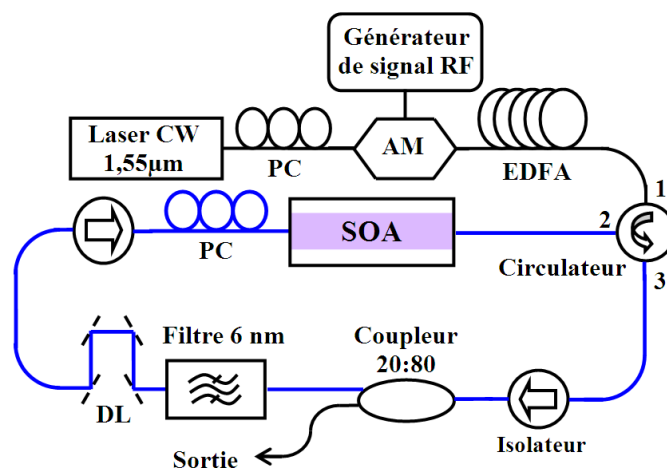 Générateur
de signal RF
Laser CW
1,55µm
PC
AM
EDFA
1
2
3
Circulateur
PC
SOA
Filtre 6 nm
Coupleur
20:80
DL
Isolateur
Sortie